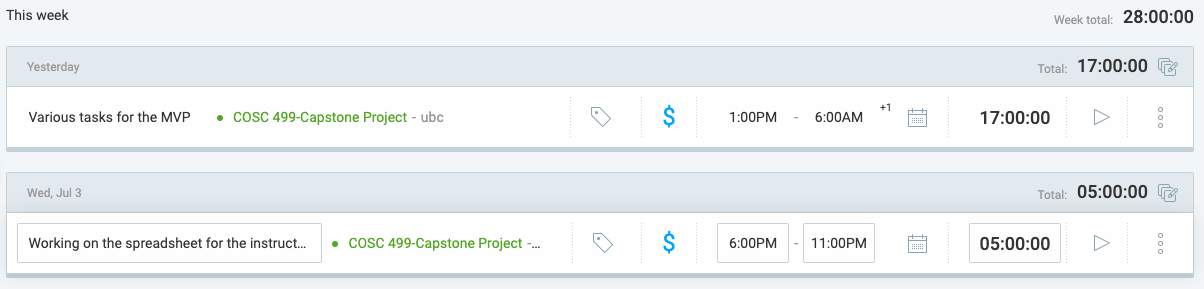 This week
Week total: 28:00:00
Yesterday
Total: 17:00:00
Various tasks for the MVP • COSC 499-Capstone Project - ubc $ 1:00PM - 6:00AM +1 17:00:00
Wed, Jul 3
Total: 05:00:00
Working on the spreadsheet for the instruct... • COSC 499-Capstone Project -... $ 6:00PM - 11:00PM 05:00:00